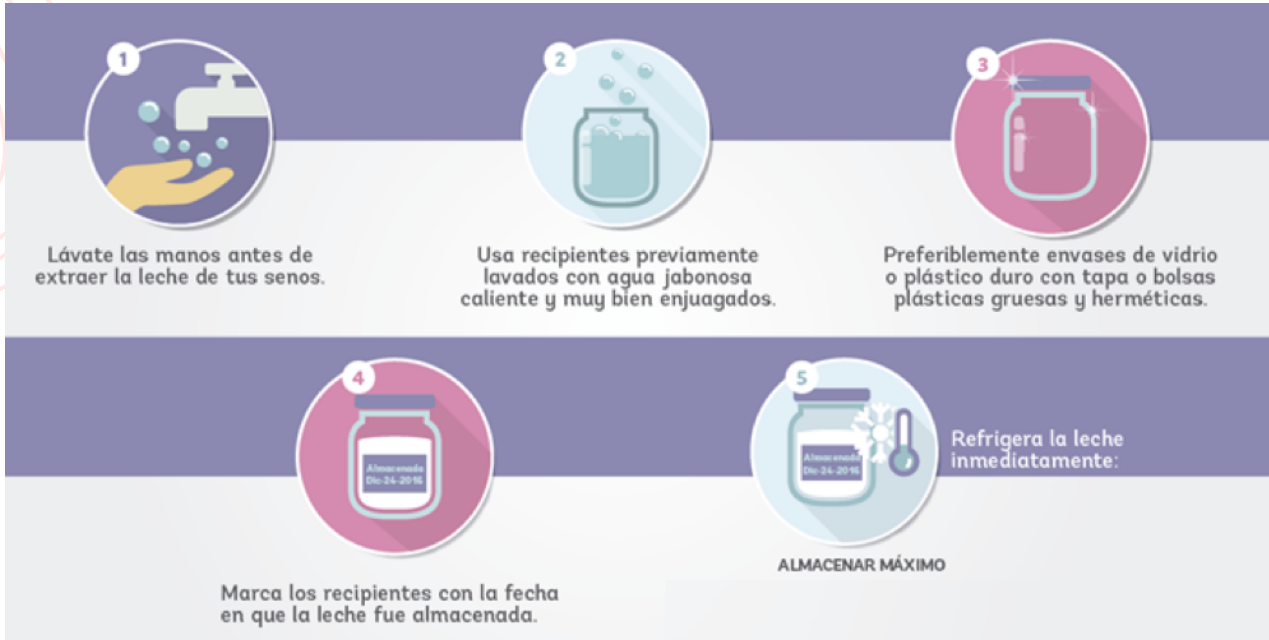 1
Lávate las manos antes de
extraer la leche de tus senos.
2
Usa recipientes previamente
lavados con agua jabonosa
caliente y muy bien enjuagados.
3
Preferiblemente envases de vidrio
o plástico duro con tapa o bolsas
plásticas gruesas y herméticas.
4
Almacenada
Dic-24-2016
Marca los recipientes con la fecha
en que la leche fue almacenada.
5
Almacenada
Dic-24-2016
Refrigera la leche
inmediatamente:
ALMACENAR MÁXIMO